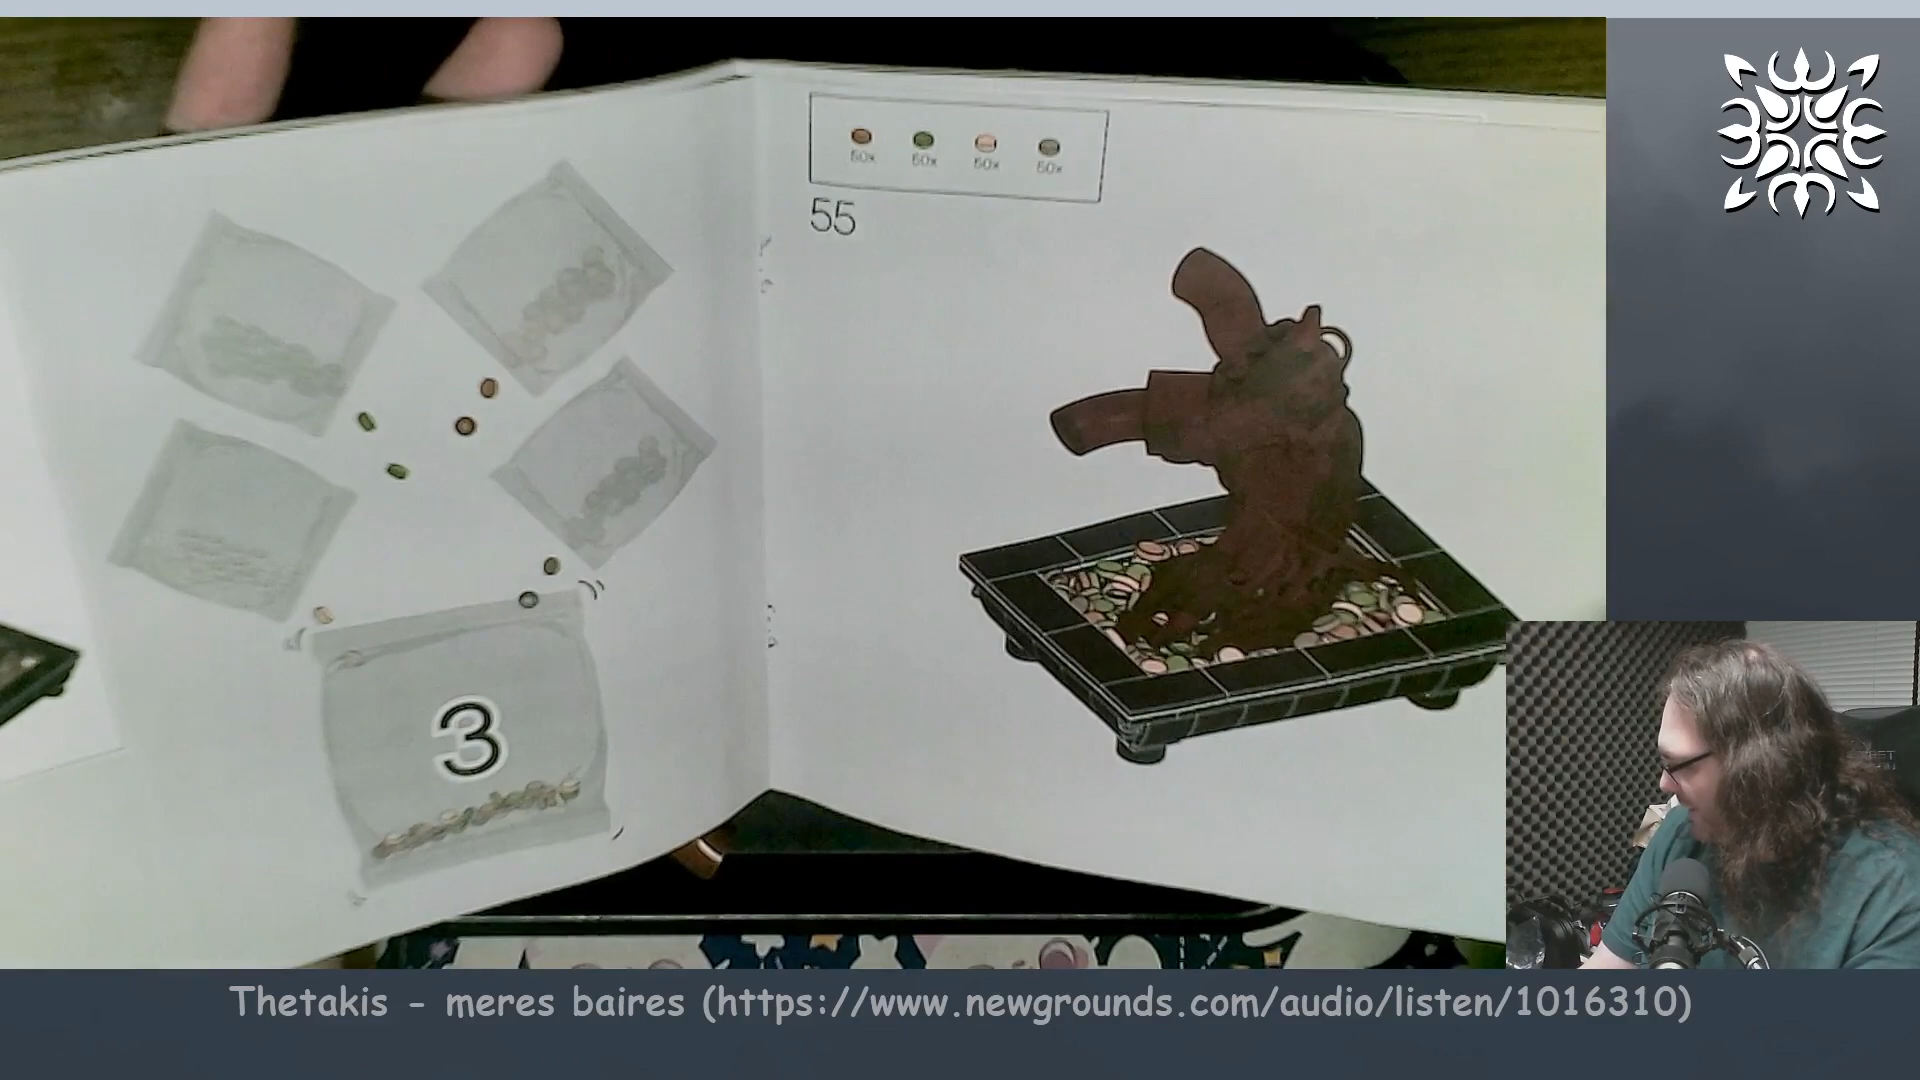 50x 50x 50x 50x
55
3
Thetakis - meres baires (https://www.newgrounds.com/audio/listen/1016310)